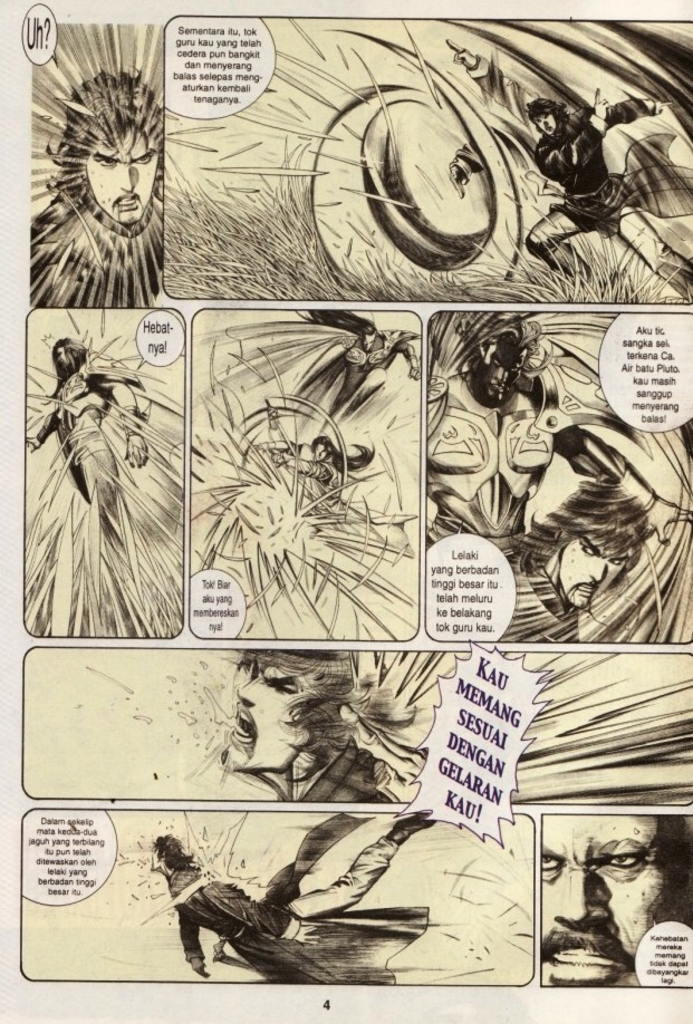 Uh?
Sementara itu, tok
guru kau yang telah
cedera pun bangkit
dan menyerang
balas selepas meng-
aturkan kembali
tenaganya.
Hebat-
nya!
Tok! Biar
aku yang
membereskan
nya!
Aku
sangka
terkena
Air batu Pluto,
kau masih
sanggup
menyerang
balas!
Lelaki
yang berbadan
tinggi besar itu
telah meluru
ke belakang
tok guru kau.
KAU
MEMANG
SESUAI
DENGAN
GELARAN
KAU!
Dalam sekelip
mata kedua-dua
jaguh yang terbilang
itu pun telah
ditewaskan oleh
lelaki yang
berbadan tinggi
besar itu.
Kehebatan
mereka
memang
tidak dapat
dibayangkan
lagi.
4